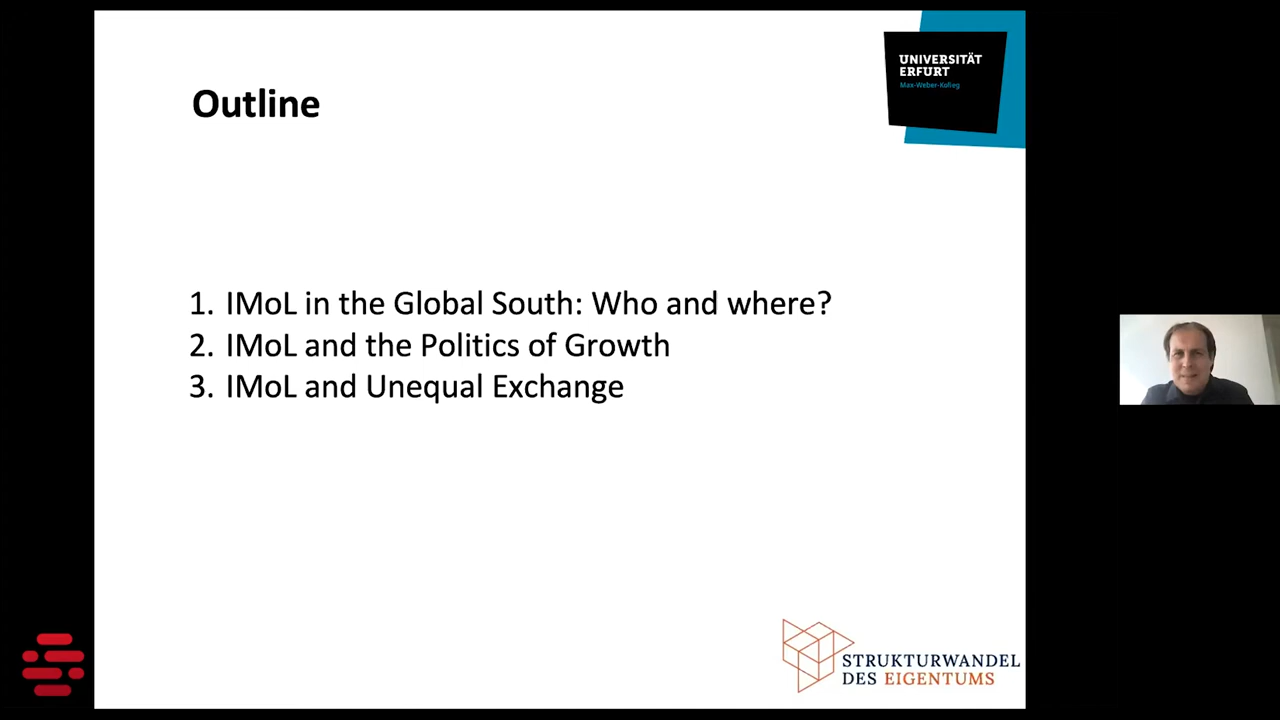 Outline
UNIVERSITÄT
ERFURT
Max-Weber-Kolleg
1. IMoL in the Global South: Who and where?
2. IMoL and the Politics of Growth
3. IMoL and Unequal Exchange
STRUKTURWANDEL
DES EIGENTUMS